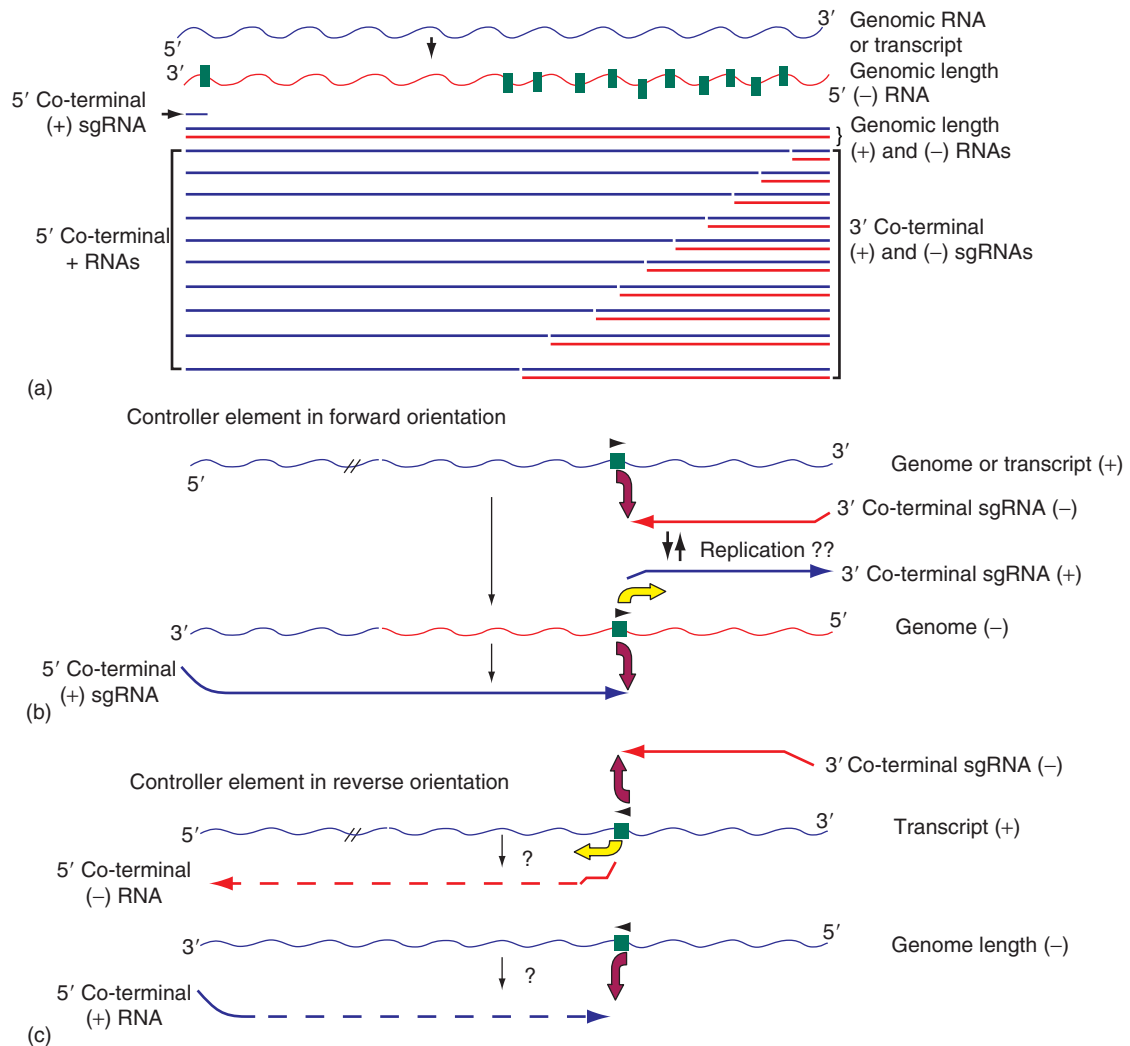 5′
3′
Genomic RNA
or transcript
3′
Genomic length
5′ (−) RNA
5′ Co-terminal
(+) sgRNA
Genomic length
(+) and (−) RNAs
5′ Co-terminal
+ RNAs
3′ Co-terminal
(+) and (−) sgRNAs
(a)
Controller element in forward orientation
5′
3′
Genome or transcript (+)
3′ Co-terminal sgRNA (−)
Replication ??
3′ Co-terminal sgRNA (+)
3′
5′
Genome (−)
5′ Co-terminal
(+) sgRNA
(b)
3′ Co-terminal sgRNA (−)
Controller element in reverse orientation
5′
3′
Transcript (+)
?
5′ Co-terminal
(−) RNA
3′
5′
Genome length (−)
?
5′ Co-terminal
(+) RNA
(c)